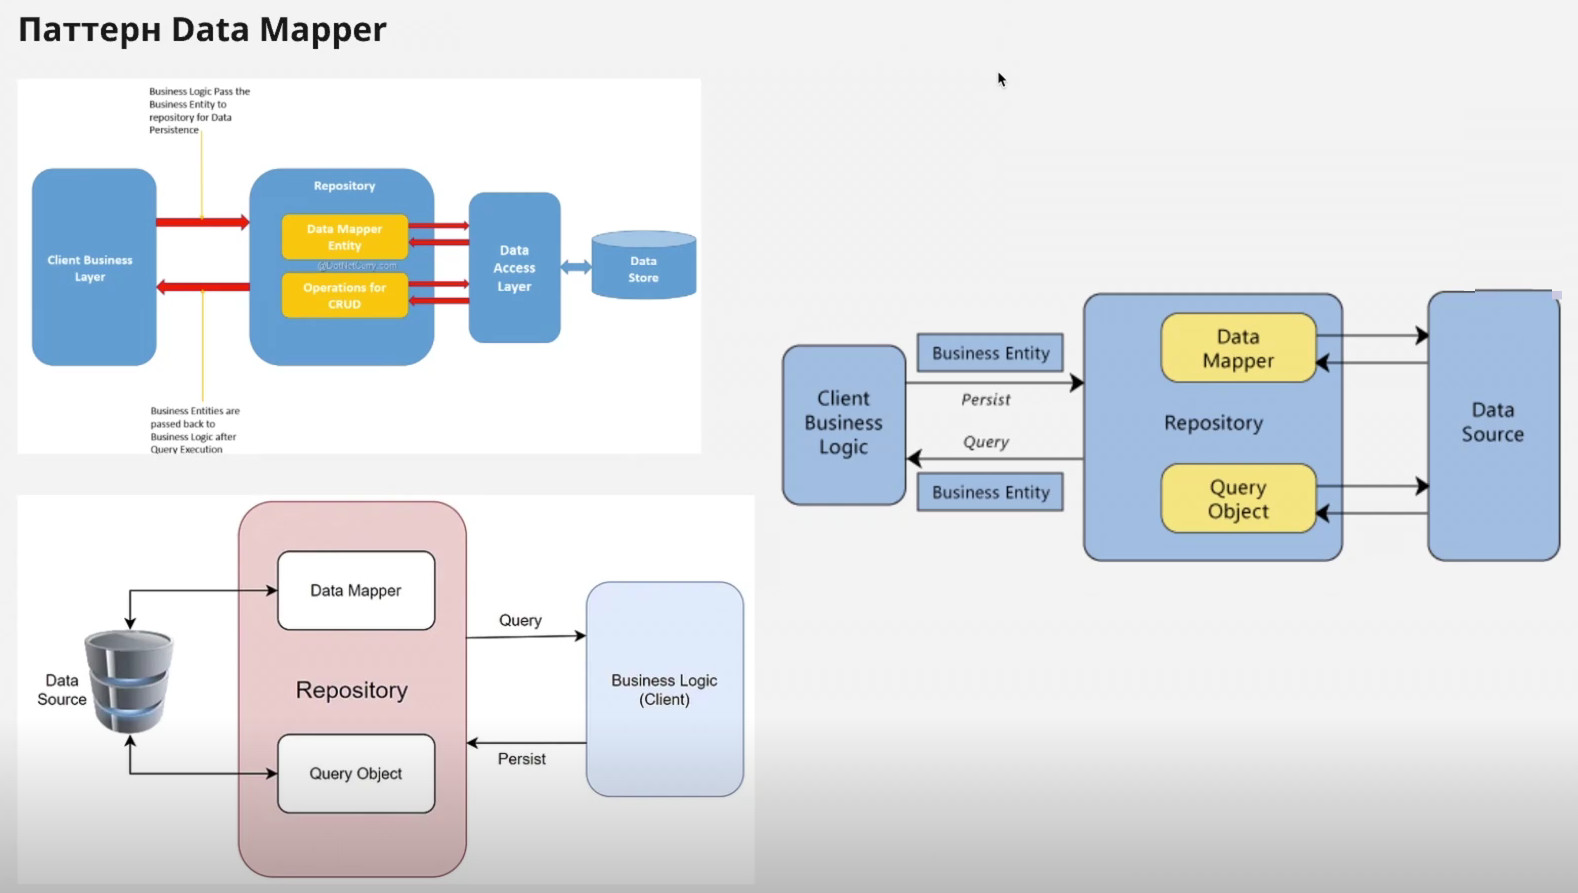 Паттерн Data Mapper
Business Logic Pass the
Business Entity to
repository for Data
Persistence
Client Business
Layer
Repository
Data Mapper
Entity
Operations for
CRUD
Data
Access
Layer
Data
Store
Business Entities are
passed back to
Business Logic after
Query Execution
Client
Business
Logic
Business Entity
Persist
Query
Business Entity
Data
Mapper
Repository
Query
Object
Data
Source
Data
Source
Data Mapper
Repository
Query Object
Query
Persist
Business Logic
(Client)